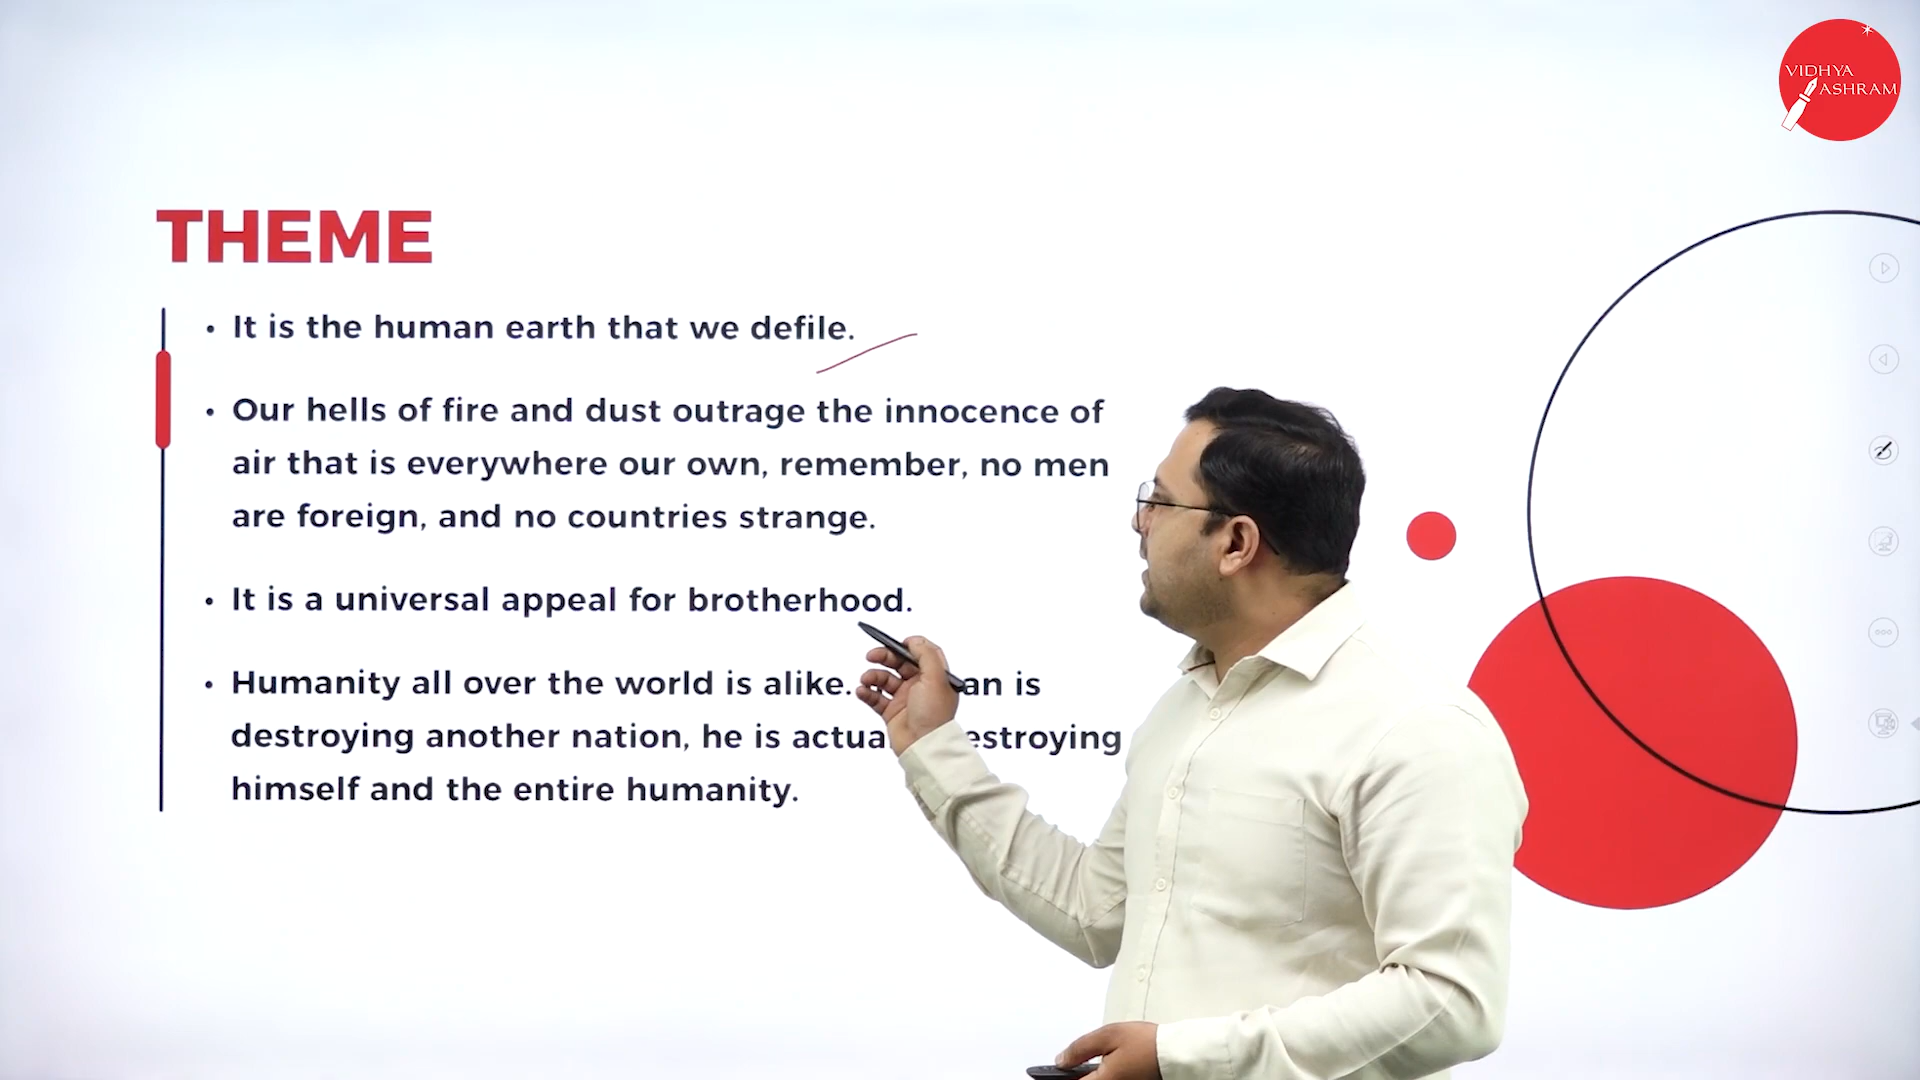 VIDHYA
ASHRAM
THEME
• It is the human earth that we defile.
• Our hells of fire and dust outrage the innocence of
air that is everywhere our own, remember, no men
are foreign, and no countries strange.
• It is a universal appeal for brotherhood.
• Humanity all over the world is alike. is
destroying another nation, he is
himself and the entire humanity.